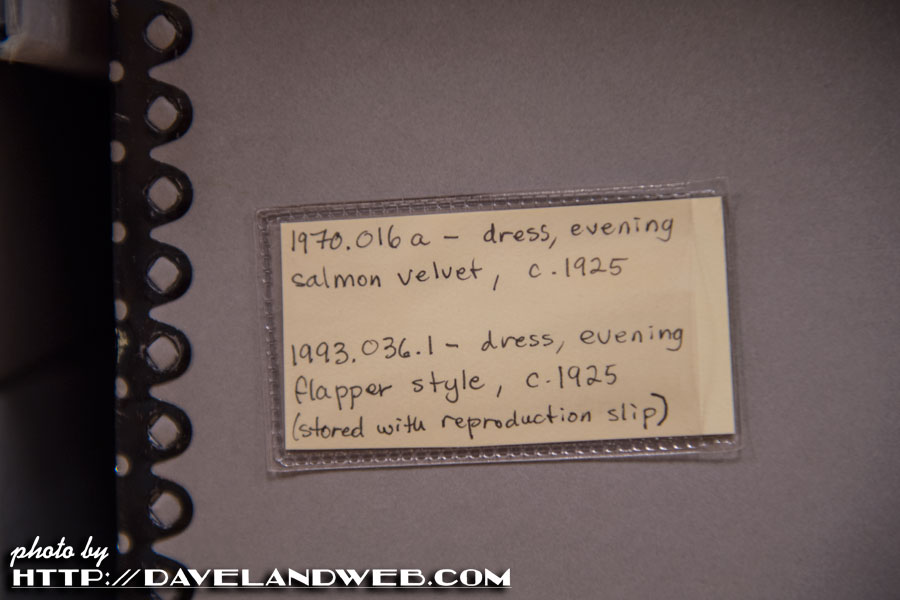 1970.016 a - dress, evening
salmon velvet, c.1925
1993.036.1 - dress, evening
flapper style, c.1925
(stored with reproduction slip)
photo by
HTTP://DAVELANDWEB.COM